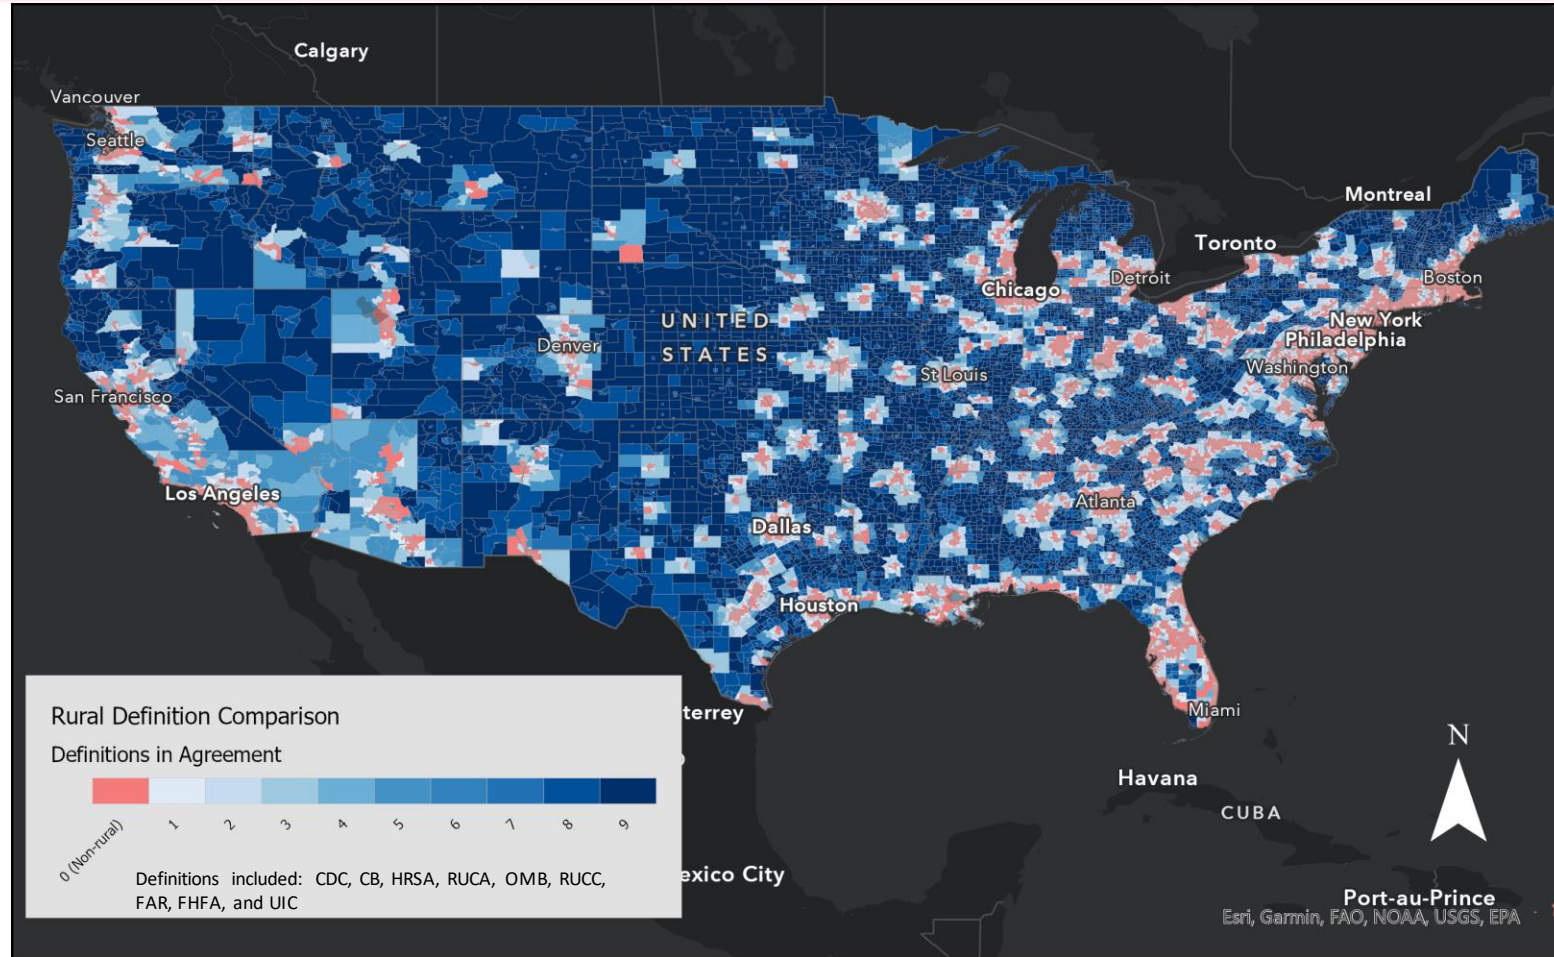 Calgary
Vancouver
Seattle
Montreal
Toronto
Boston
Detroit
Chicago
New York
UNITED
STATES
Philadelphia
Denver
Washington
St Louis
San Francisco
Los Angeles
Atlanta
Dallas
Houston
Miami
terrey
Rural Definition Comparison
Definitions in Agreement
0 (Non-rural) 1 2 3 4 5 6 7 8 9
Definitions included: CDC, CB, HRSA, RUCA, OMB, RUCC,
FAR, FHFA, and UIC
N
Havana
CUBA
exico City
Port-au-Prince
Esri, Garmin, FAO, NOAA, USGS, EPA